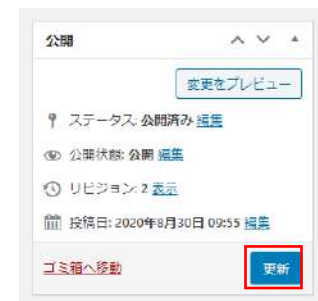 公開
変更をプレビュー
ステータス: 公開済み 編集
公開状態: 公開 編集
リビジョン: 2 表示
投稿日: 2020年8月30日 09:55 編集
ゴミ箱へ移動
更新